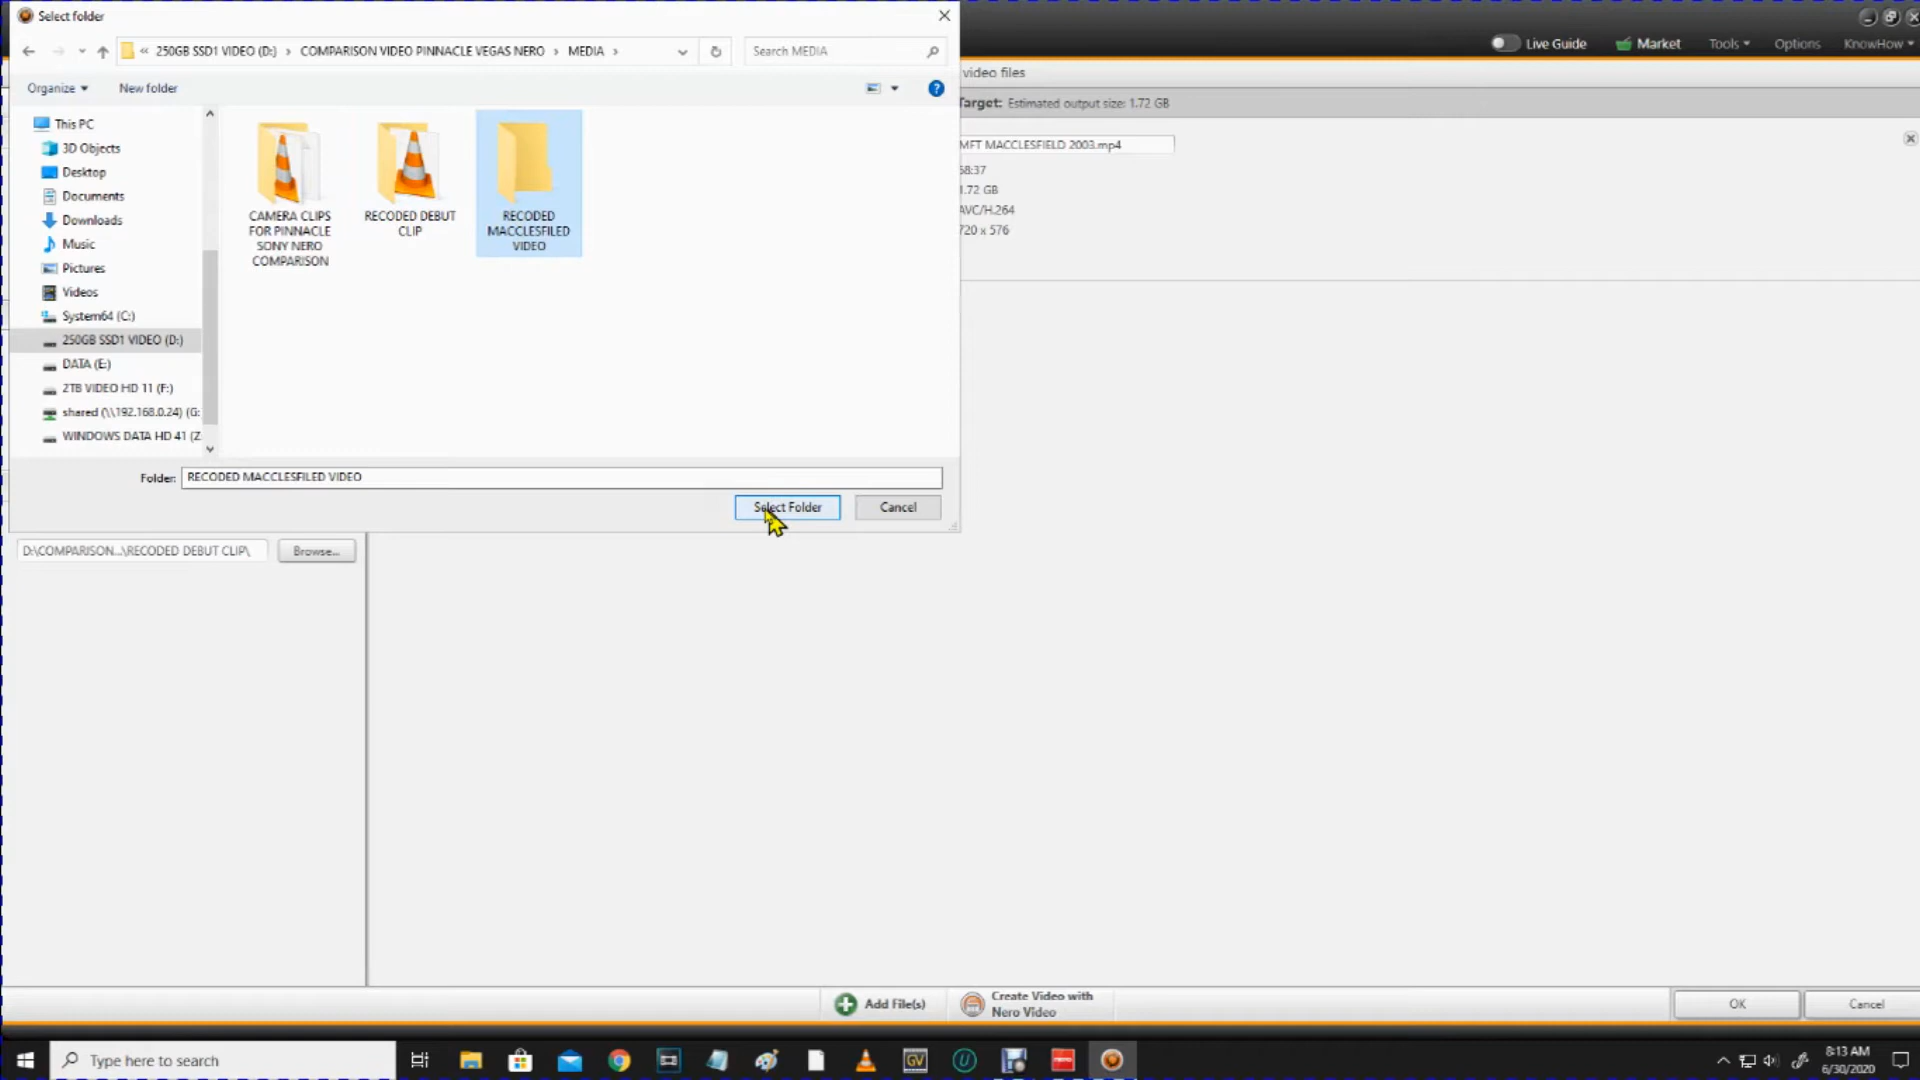 Select folder
« 250GB SSD1 VIDEO (D:) › COMPARISON VIDEO PINNACLE VEGAS NERO › MEDIA ›
Search MEDIA
Live Guide
Market
Tools
Options
KnowHow
video files
Organize
New folder
Target: Estimated output size: 1.72 GB
MFT MACCLESFIELD 2003.mp4
58:37
1.72 GB
AVC/H.264
720 x 576
This PC
3D Objects
Desktop
Documents
Downloads
Music
Pictures
Videos
System64 (C:)
250GB SSD1 VIDEO (D:)
DATA (E:)
2TB VIDEO HD 11 (F:)
shared (\\192.168.0.24) (G:
WINDOWS DATA HD 41 (Z
CAMERA CLIPS
FOR PINNACLE
SONY NERO
COMPARISON
RECODED DEBUT
CLIP
RECODED
MACCLESFILED
VIDEO
Folder: RECODED MACCLESFILED VIDEO
Select Folder
Cancel
D:\COMPARISON...\RECODED DEBUT CLIP\
Browse...
Add File(s)
Create Video with
Nero Video
OK
Cancel
Type here to search
GV
8:13 AM
6/30/2020